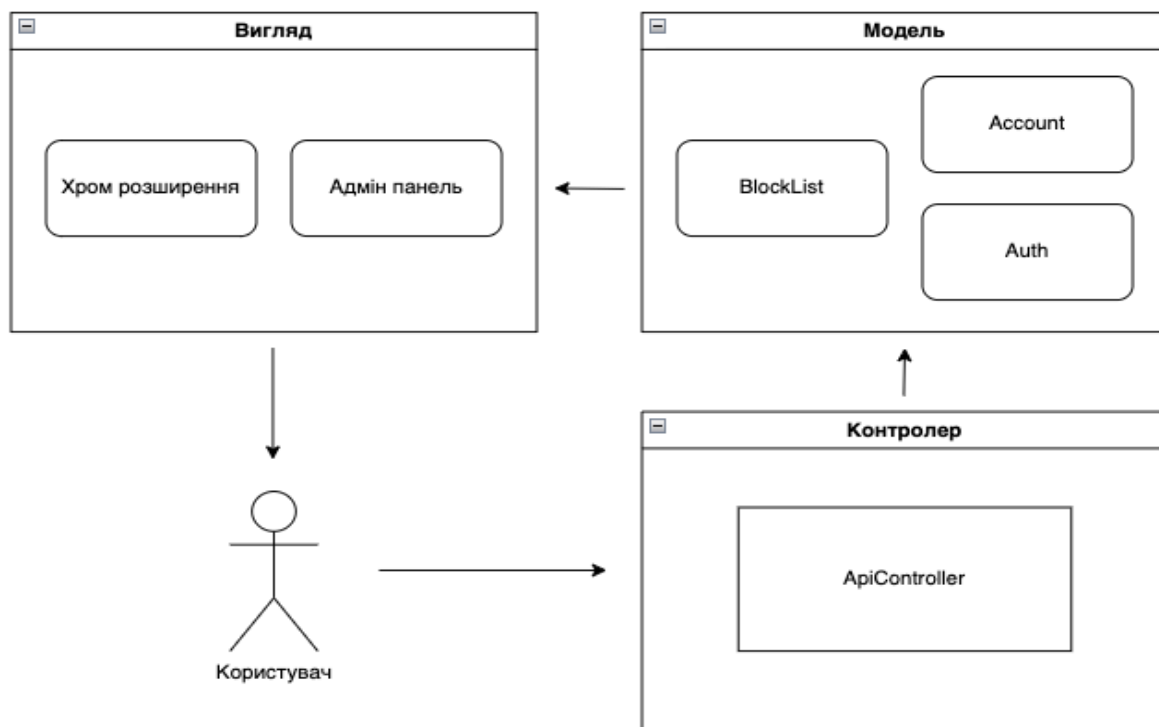 Вигляд
Хром розширення
Адмін панель
Модель
BlockList
Account
Auth
Контролер
ApiController
Користувач